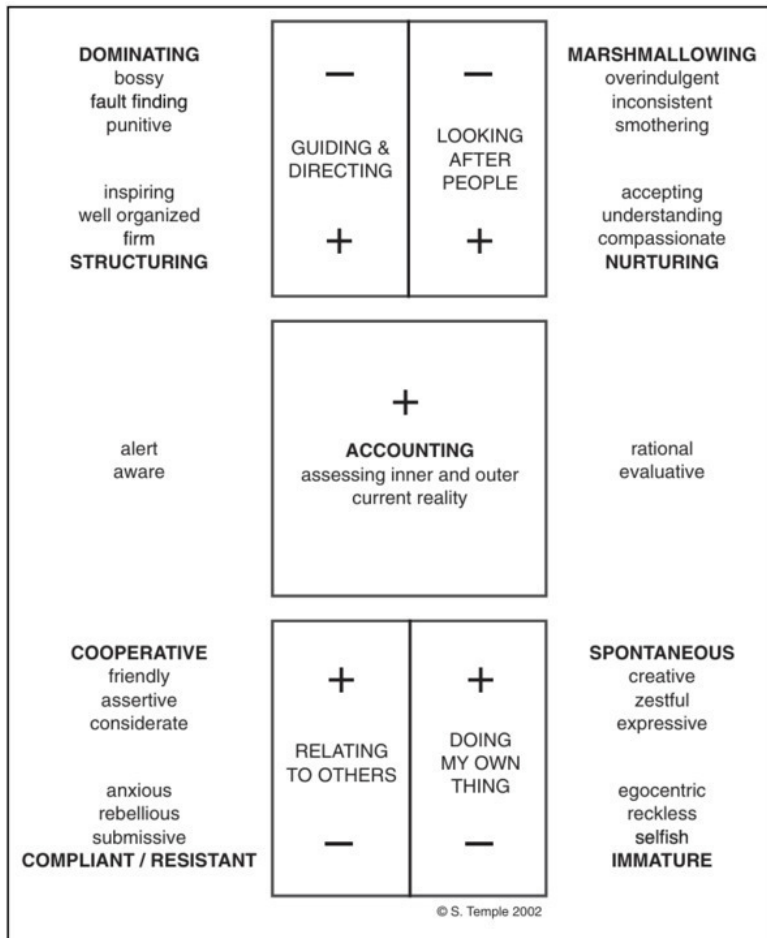 DOMINATING
bossy
fault finding
punitive
inspiring
well organized
firm
STRUCTURING
−
GUIDING &
DIRECTING
+
−
LOOKING
AFTER
PEOPLE
+
MARSHMALLOWING
overindulgent
inconsistent
smothering
accepting
understanding
compassionate
NURTURING
alert
aware
+
ACCOUNTING
assessing inner and outer
current reality
rational
evaluative
COOPERATIVE
friendly
assertive
considerate
anxious
rebellious
submissive
COMPLIANT / RESISTANT
+
RELATING
TO OTHERS
−
+
DOING
MY OWN
THING
−
SPONTANEOUS
creative
zestful
expressive
egocentric
reckless
selfish
IMMATURE
© S. Temple 2002